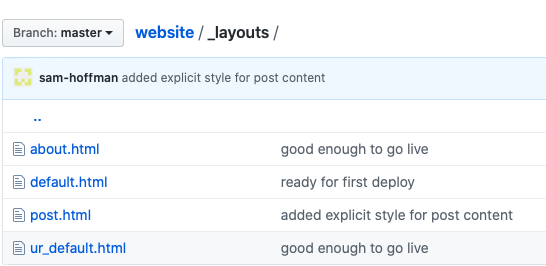 Branch: master website / _layouts /
sam-hoffman added explicit style for post content
..
about.html good enough to go live
default.html ready for first deploy
post.html added explicit style for post content
ur_default.html good enough to go live